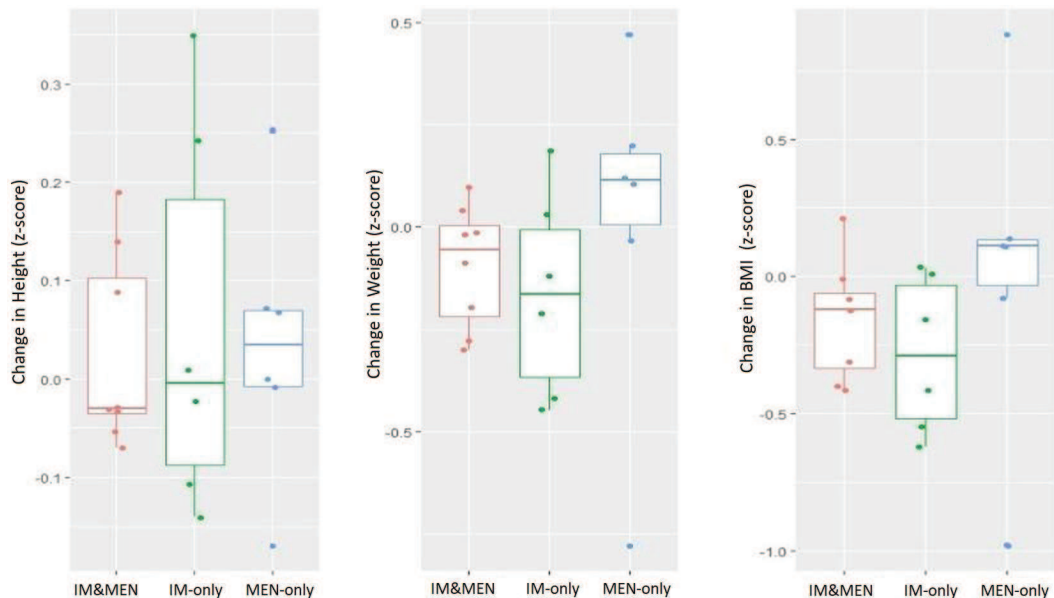 Change in Height (z-score)
0.3
0.2
0.1
0.0
-0.1
IM&MEN IM-only MEN-only
Change in Weight (z-score)
0.5
0.0
-0.5
IM&MEN IM-only MEN-only
Change in BMI (z-score)
0.5
0.0
-0.5
-1.0
IM&MEN IM-only MEN-only